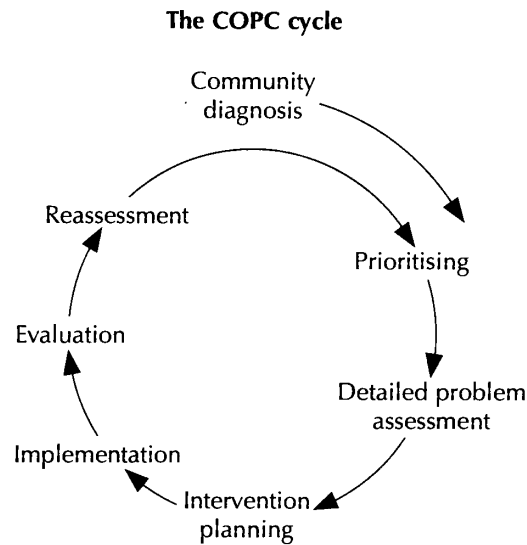 The COPC cycle
Community
diagnosis
Reassessment
Prioritising
Evaluation
Detailed problem
assessment
Implementation
Intervention
planning